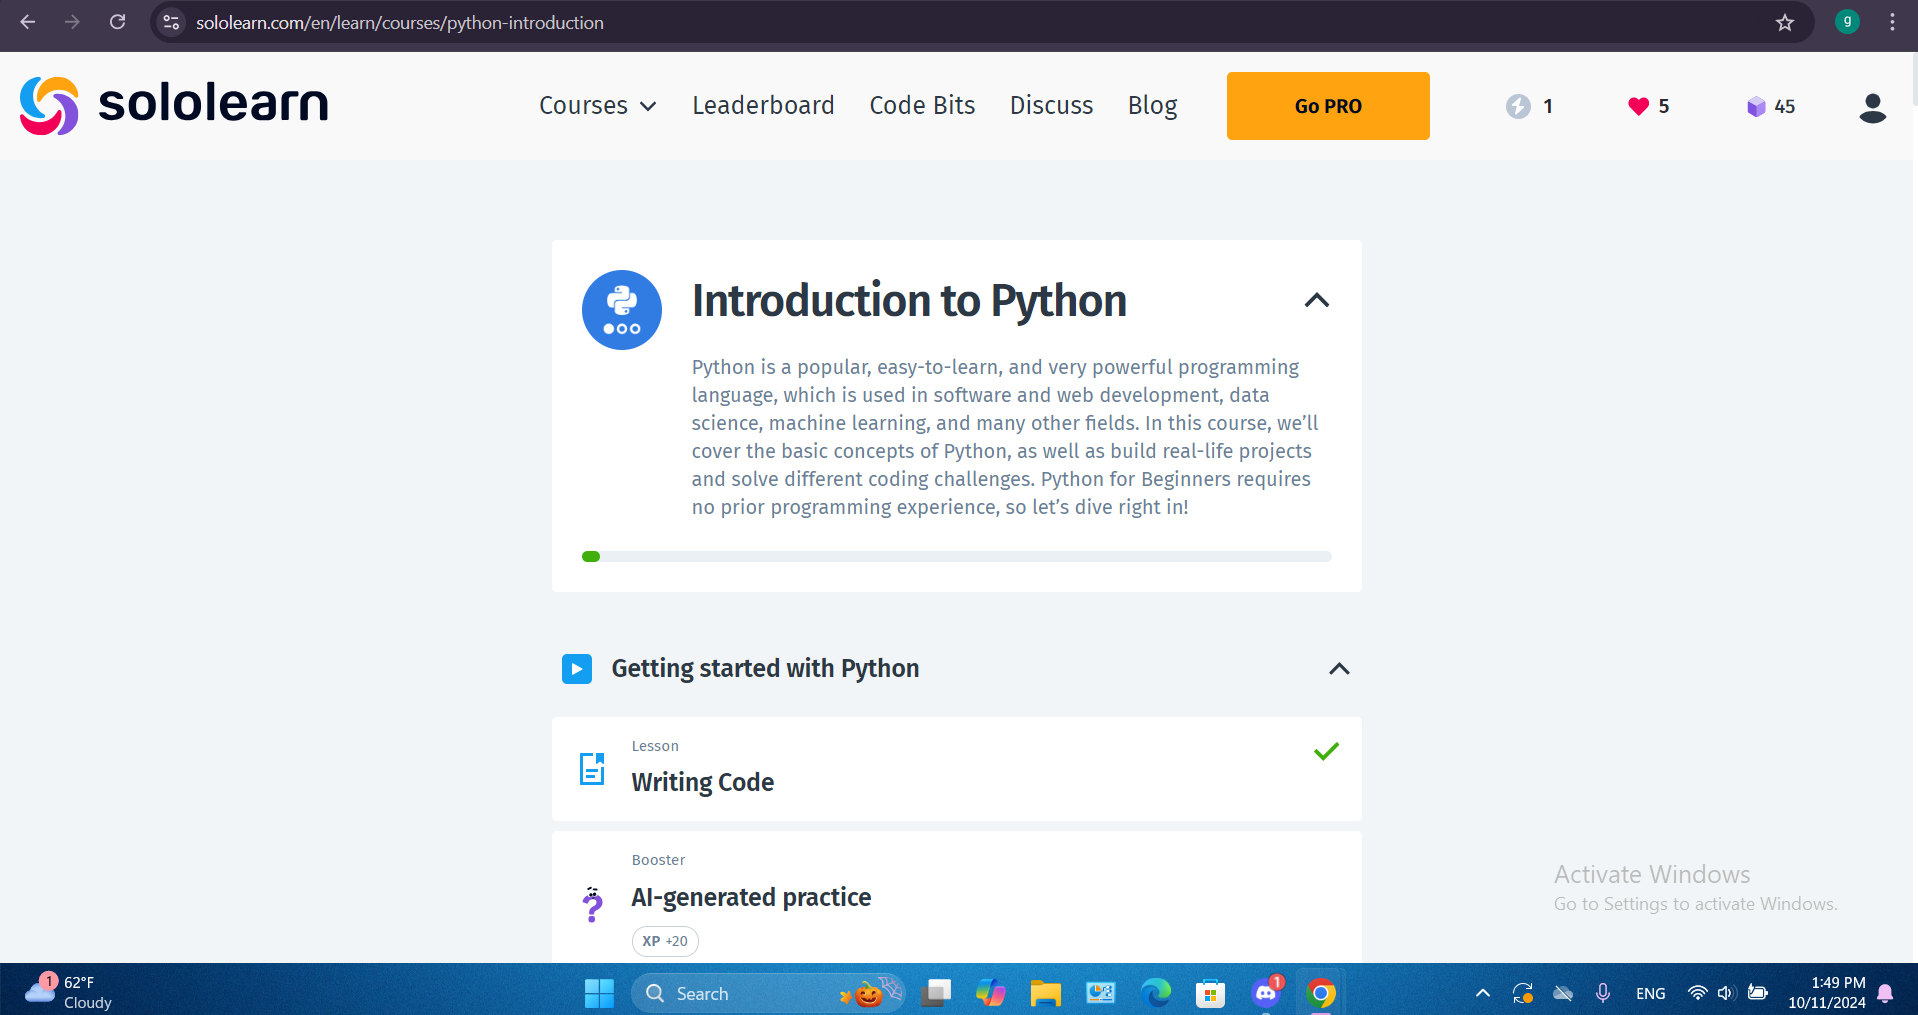 sololearn.com/en/learn/courses/python-introduction
g
sololearn
Courses
Leaderboard
Code Bits
Discuss
Blog
Go PRO
1
5
45
Introduction to Python
Python is a popular, easy-to-learn, and very powerful programming
language, which is used in software and web development, data
science, machine learning, and many other fields. In this course, we’ll
cover the basic concepts of Python, as well as build real-life projects
and solve different coding challenges. Python for Beginners requires
no prior programming experience, so let’s dive right in!
Getting started with Python
Lesson
Writing Code
Booster
AI-generated practice
XP +20
Activate Windows
Go to Settings to activate Windows.
1
62°F
Cloudy
Search
1
ENG
1:49 PM
10/11/2024